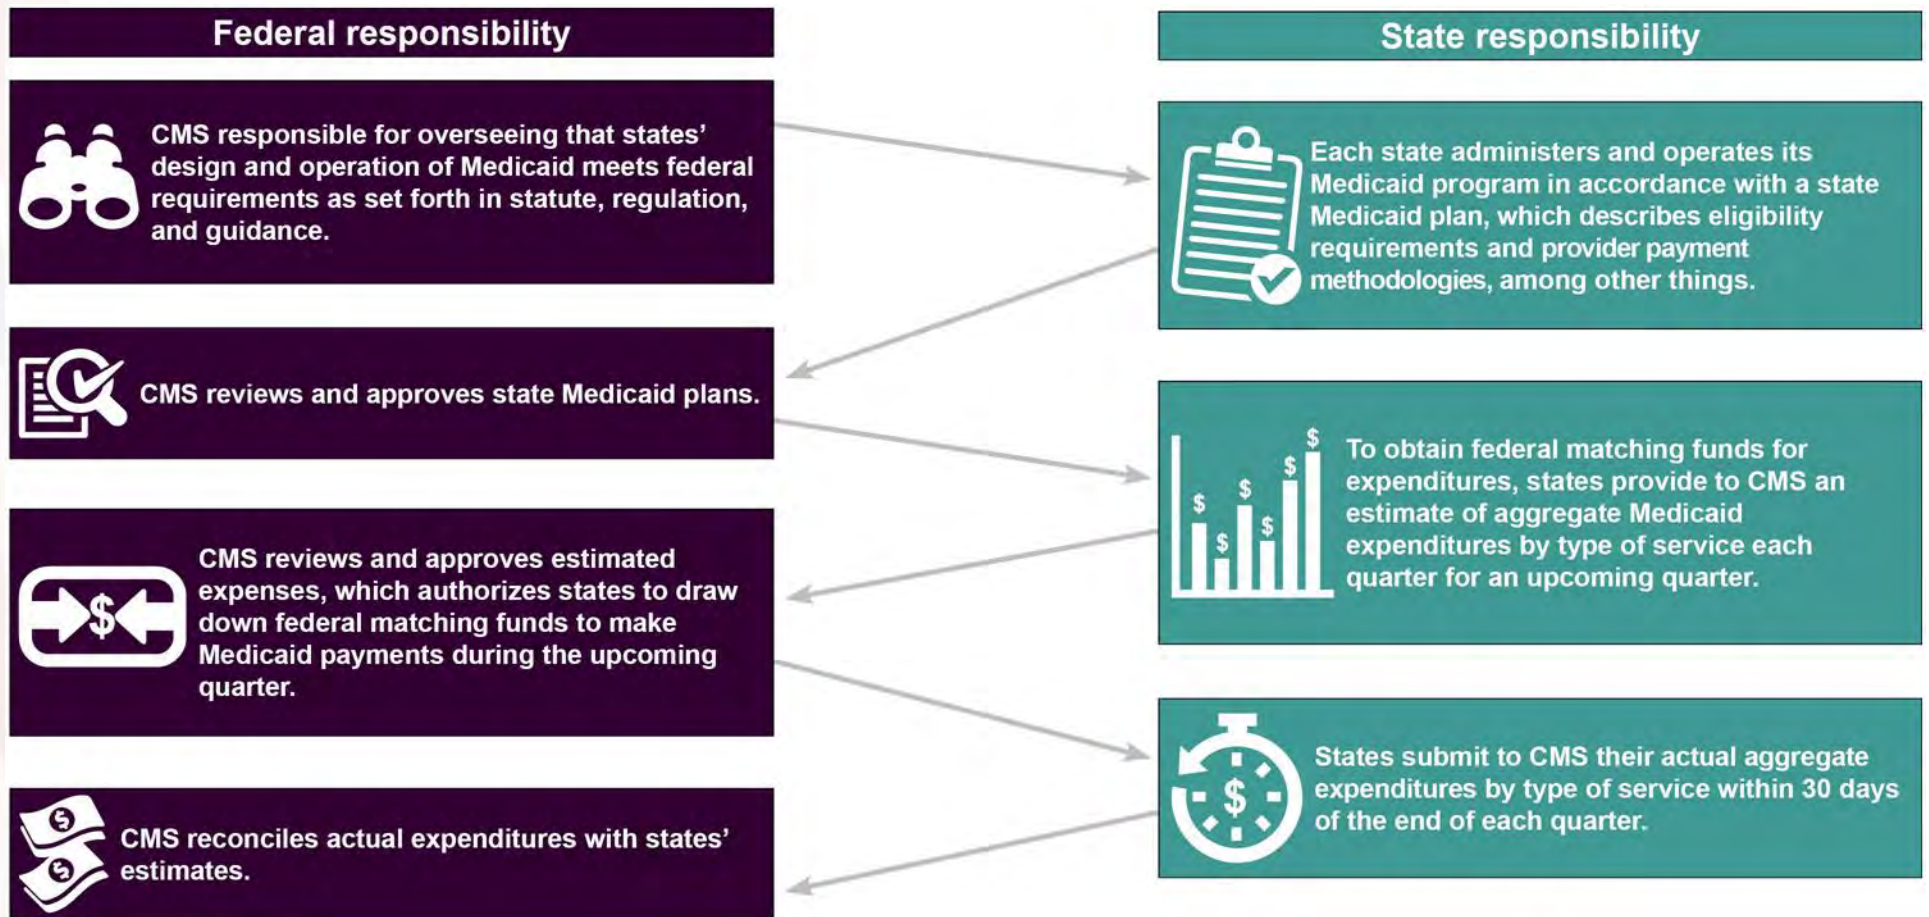 Federal responsibility
CMS responsible for overseeing that states’
design and operation of Medicaid meets federal
requirements as set forth in statute, regulation,
and guidance.
CMS reviews and approves state Medicaid plans.
$
CMS reviews and approves estimated
expenses, which authorizes states to draw
down federal matching funds to make
Medicaid payments during the upcoming
quarter.
$
$
CMS reconciles actual expenditures with states’
estimates.
State responsibility
Each state administers and operates its
Medicaid program in accordance with a state
Medicaid plan, which describes eligibility
requirements and provider payment
methodologies, among other things.
$ $ $ $ $ $
To obtain federal matching funds for
expenditures, states provide to CMS an
estimate of aggregate Medicaid
expenditures by type of service each
quarter for an upcoming quarter.
$
States submit to CMS their actual aggregate
expenditures by type of service within 30 days
of the end of each quarter.